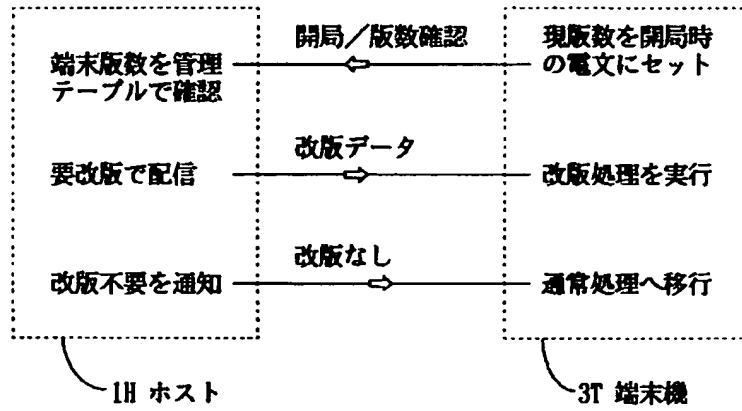 開局／版数確認
端末版数を管理
テーブルで確認
現版数を開局時
の電文にセット
改版データ
要改版で配信
改版処理を実行
改版なし
改版不要を通知
通常処理へ移行
1H ホスト
3T 端末機